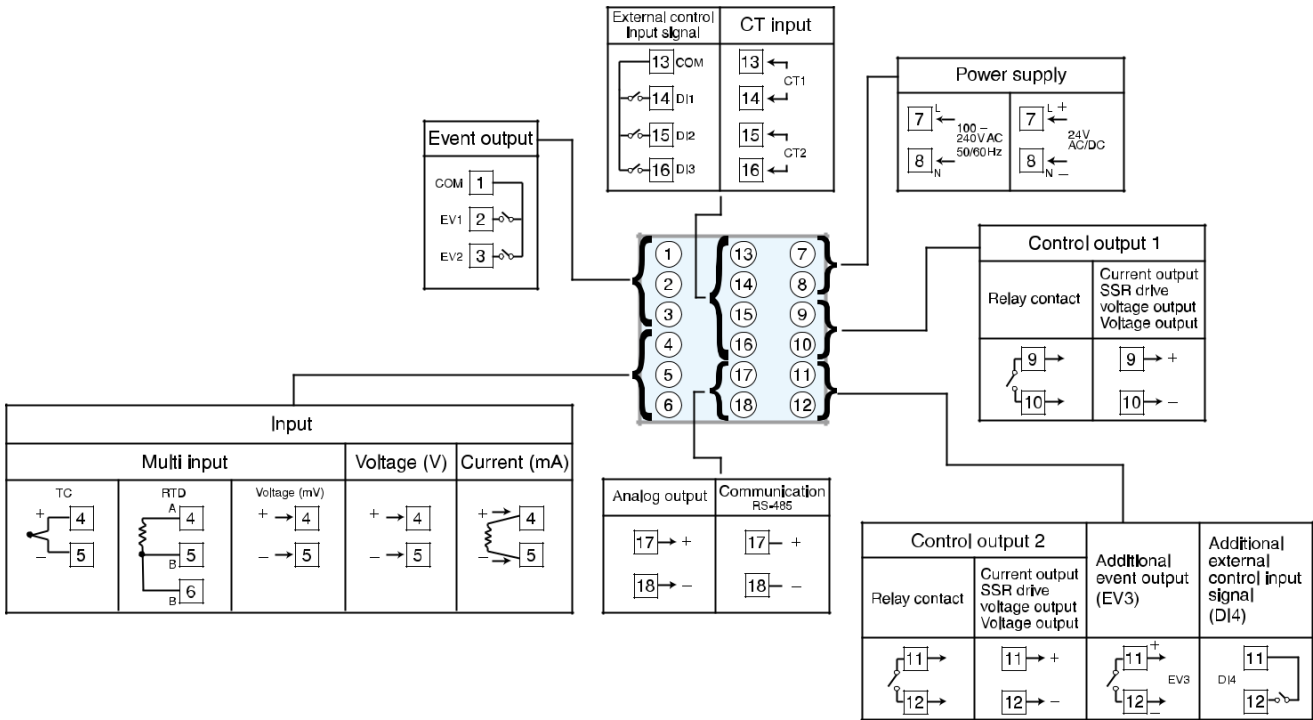 External control
Input signal
CT input
13 COM
14 DI1
15 DI2
16 DI3
13
CT1
14
15
CT2
16
Power supply
7 L
100 –
240V AC
50/60Hz
8 N
7 L +
24V
AC/DC
8 N –
Event output
COM 1
EV1 2
EV2 3
1 13 7
2 14 8
3 15 9
4 16 10
5 17 11
6 18 12
Control output 1
Relay contact
Current output
SSR drive
voltage output
Voltage output
9
10
9 +
10 –
Input
Multi input
Voltage (V)
Current (mA)
TC
+ 4
– 5
RTD
A 4
B 5
B 6
Voltage (mV)
+ 4
– 5
+ 4
– 5
+ 4
– 5
Analog output
Communication
RS-485
17 +
18 –
17 +
18 –
Control output 2
Relay contact
Current output
SSR drive
voltage output
Voltage output
Additional
event output
(EV3)
Additional
external
control input
signal
(DI4)
11
12
11 +
12 –
11 +
EV3
12 –
11
DI4
12